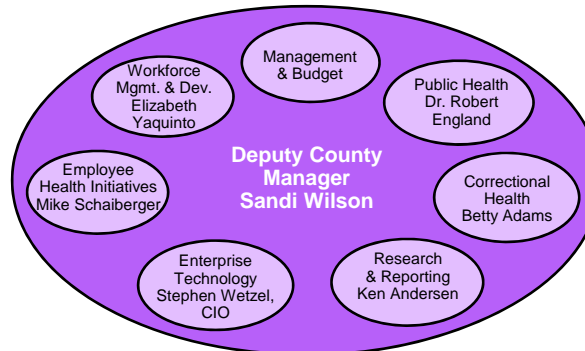 Management
& Budget
Workforce
Mgmt. & Dev.
Elizabeth
Yaquinto
Public Health
Dr. Robert
England
Deputy County
Manager
Sandi Wilson
Employee
Health Initiatives
Mike Schaiberger
Correctional
Health
Betty Adams
Enterprise
Technology
Stephen Wetzel,
CIO
Research
& Reporting
Ken Andersen